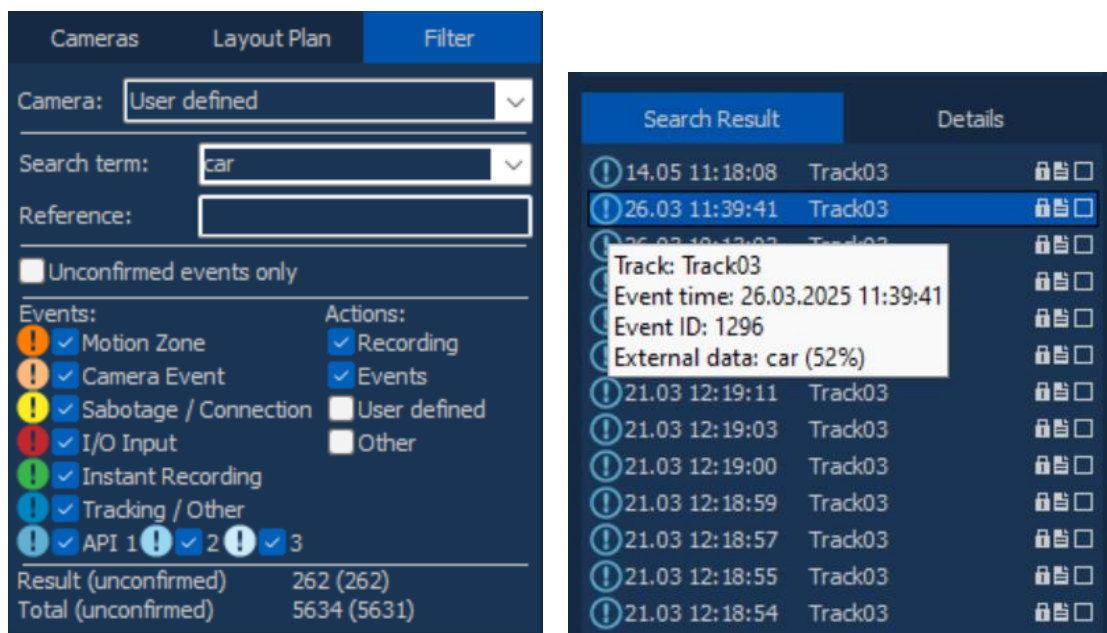 Cameras Layout Plan Filter
Camera: User defined
Search term: car
Reference:
Unconfirmed events only
Events: Actions:
Motion Zone Recording
Camera Event Events
Sabotage / Connection User defined
I/O Input Other
Instant Recording
Tracking / Other
API 1 2 3
Result (unconfirmed) 262 (262)
Total (unconfirmed) 5634 (5631)
Search Result Details
14.05 11:18:08 Track03
26.03 11:39:41 Track03
Track: Track03
Event time: 26.03.2025 11:39:41
Event ID: 1296
External data: car (52%)
21.03 12:19:11 Track03
21.03 12:19:03 Track03
21.03 12:19:00 Track03
21.03 12:18:59 Track03
21.03 12:18:57 Track03
21.03 12:18:55 Track03
21.03 12:18:54 Track03